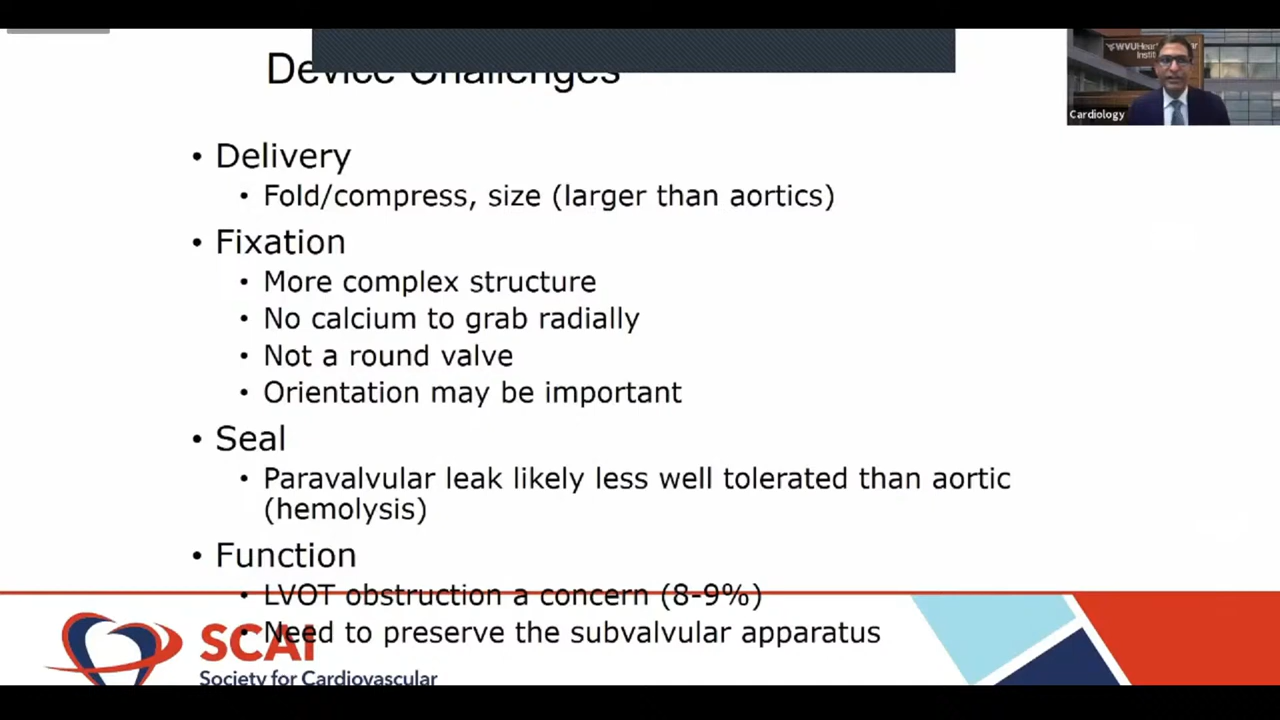 Device Challenges
WVUHeart
Cardiology
• Delivery
• Fold/compress, size (larger than aortics)
• Fixation
• More complex structure
• No calcium to grab radially
• Not a round valve
• Orientation may be important
• Seal
• Paravalvular leak likely less well tolerated than aortic
(hemolysis)
• Function
• LVOT obstruction a concern (8-9%)
• Need to preserve the subvalvular apparatus
SCAI
Society for Cardiovascular